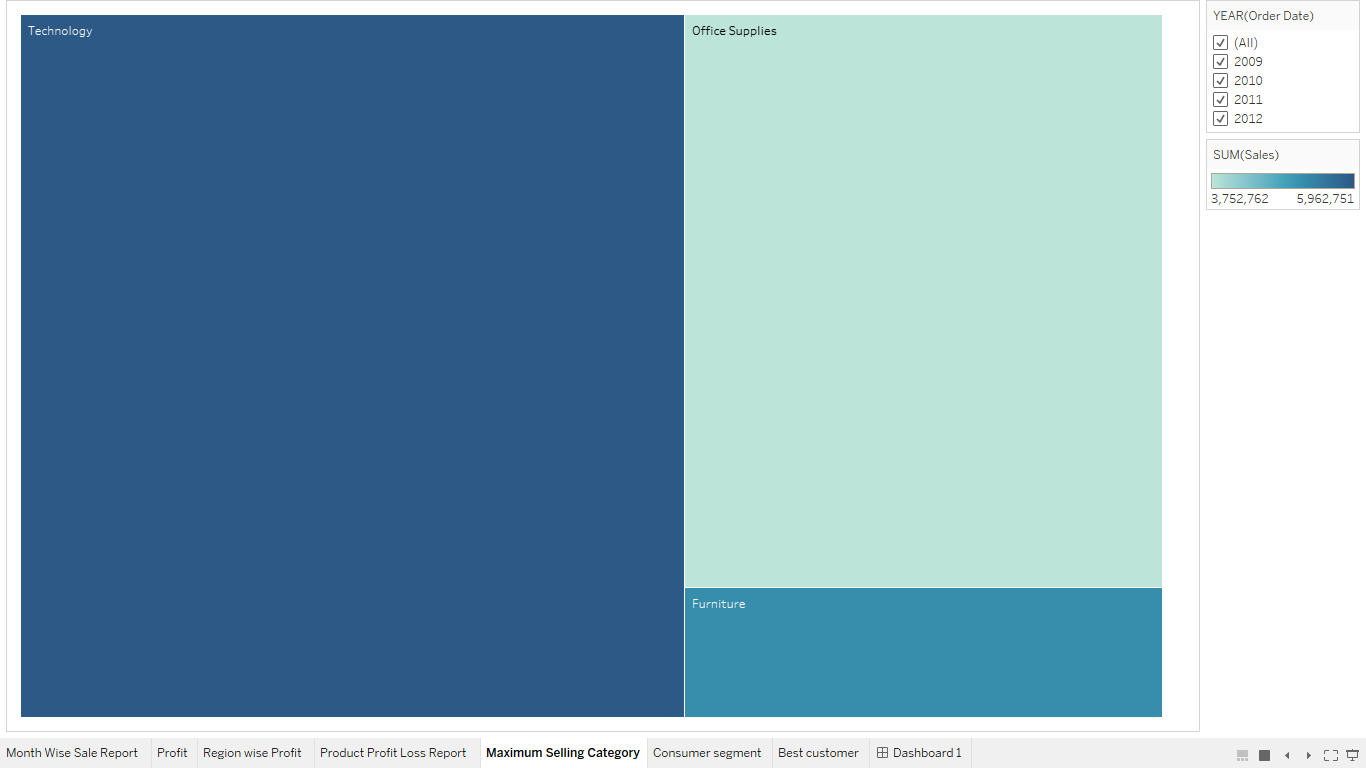 Technology
Office Supplies
Furniture
YEAR(Order Date)
(All)
2009
2010
2011
2012
SUM(Sales)
3,752,762 5,962,751
Month Wise Sale Report Profit Region wise Profit Product Profit Loss Report Maximum Selling Category Consumer segment Best customer Dashboard 1